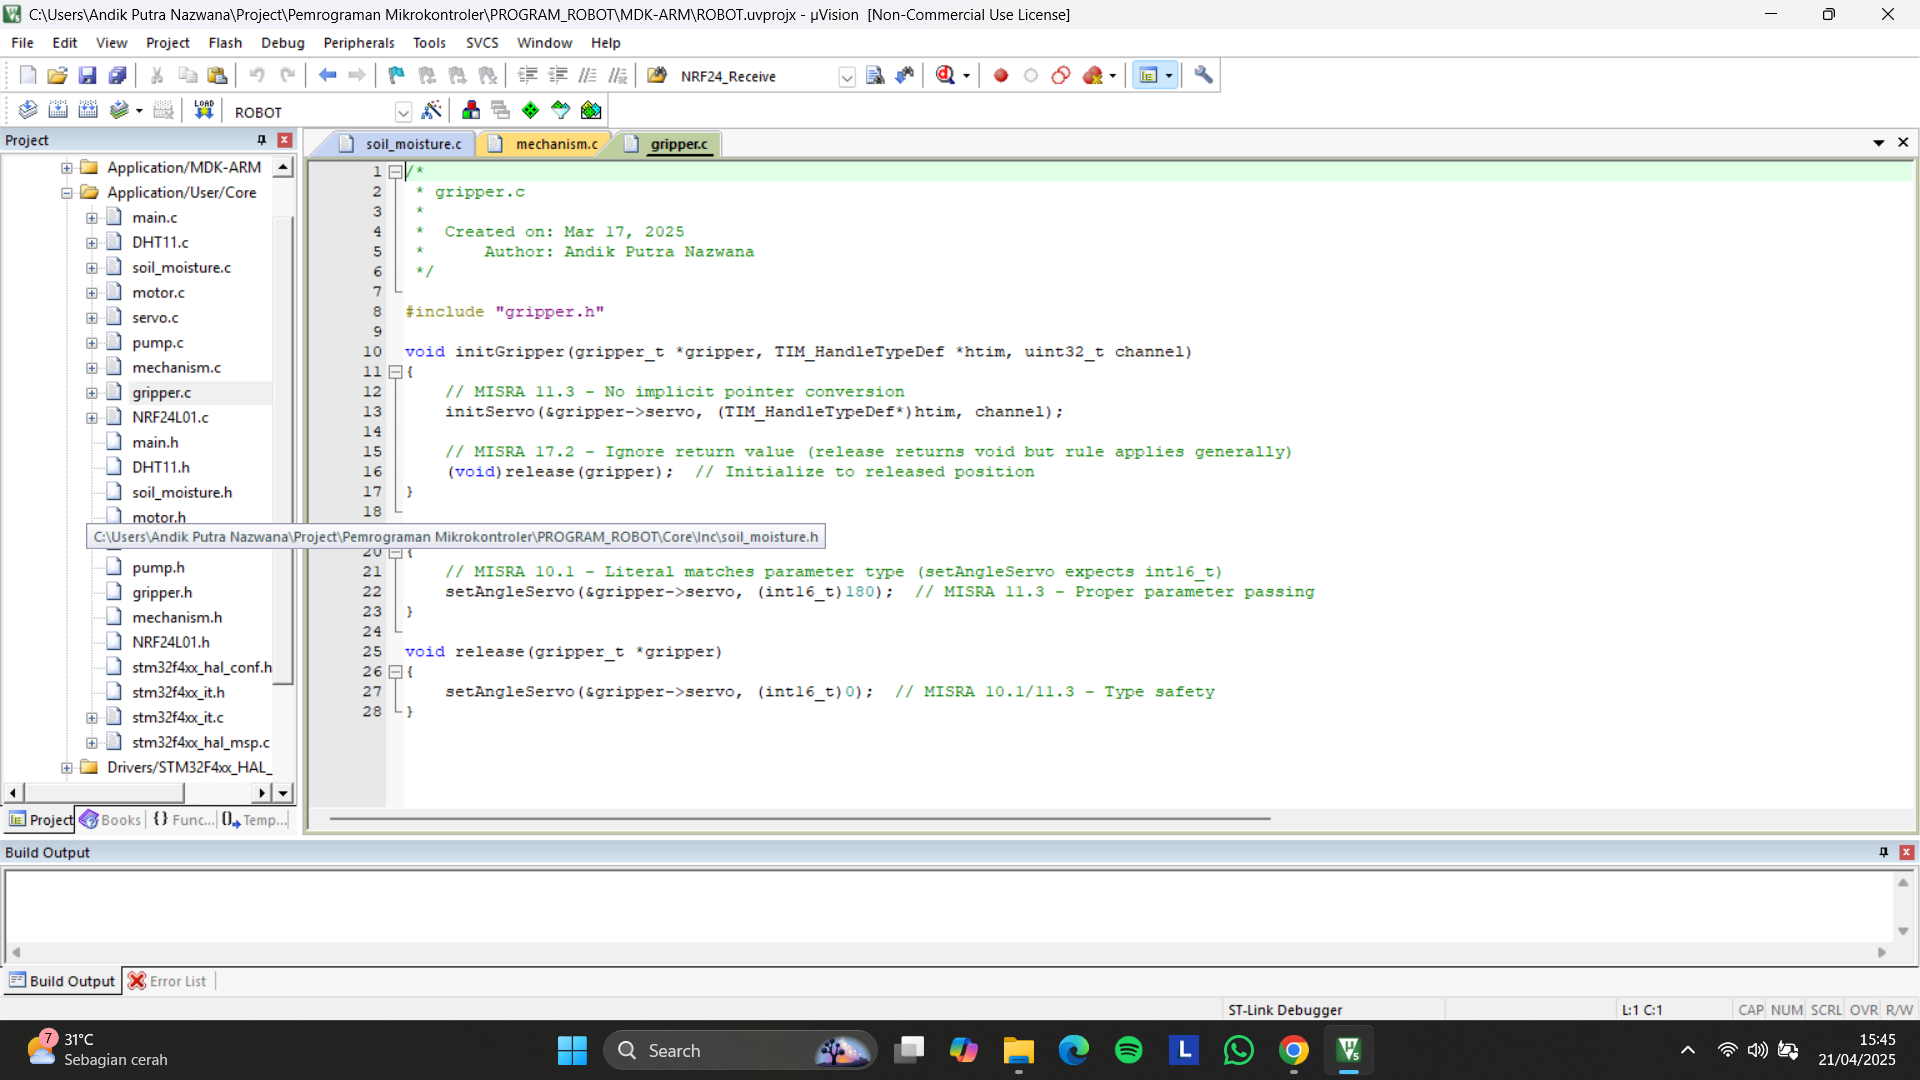 C:\Users\Andik Putra Nazwana\Project\Pemrograman Mikrokontroler\PROGRAM_ROBOT\MDK-ARM\ROBOT.uvprojx - µVision  [Non-Commercial Use License]
File Edit View Project Flash Debug Peripherals Tools SVCS Window Help
NRF24_Receive
LOAD ROBOT
Project
Application/MDK-ARM
Application/User/Core
main.c
DHT11.c
soil_moisture.c
motor.c
servo.c
pump.c
mechanism.c
gripper.c
NRF24L01.c
main.h
DHT11.h
soil_moisture.h
motor.h
C:\Users\Andik Putra Nazwana\Project\Pemrograman Mikrokontroler\PROGRAM_ROBOT\Core\Inc\soil_moisture.h
pump.h
gripper.h
mechanism.h
NRF24L01.h
stm32f4xx_hal_conf.h
stm32f4xx_it.h
stm32f4xx_it.c
stm32f4xx_hal_msp.c
Drivers/STM32F4xx_HAL_
Project Books {} Func... Temp...
soil_moisture.c mechanism.c gripper.c
1 /*
2  * gripper.c
3  *
4  *  Created on: Mar 17, 2025
5  *      Author: Andik Putra Nazwana
6  */
7
8 #include "gripper.h"
9
10 void initGripper(gripper_t *gripper, TIM_HandleTypeDef *htim, uint32_t channel)
11 {
12     // MISRA 11.3 - No implicit pointer conversion
13     initServo(&gripper->servo, (TIM_HandleTypeDef*)htim, channel);
14
15     // MISRA 17.2 - Ignore return value (release returns void but rule applies generally)
16     (void)release(gripper);  // Initialize to released position
17 }
18
20 {
21     // MISRA 10.1 - Literal matches parameter type (setAngleServo expects int16_t)
22     setAngleServo(&gripper->servo, (int16_t)180);  // MISRA 11.3 - Proper parameter passing
23 }
24
25 void release(gripper_t *gripper)
26 {
27     setAngleServo(&gripper->servo, (int16_t)0);  // MISRA 10.1/11.3 - Type safety
28 }
Build Output
Build Output Error List
ST-Link Debugger L:1 C:1 CAP NUM SCRL OVR R/W
7 31°C
Sebagian cerah
Search
L
15:45
21/04/2025